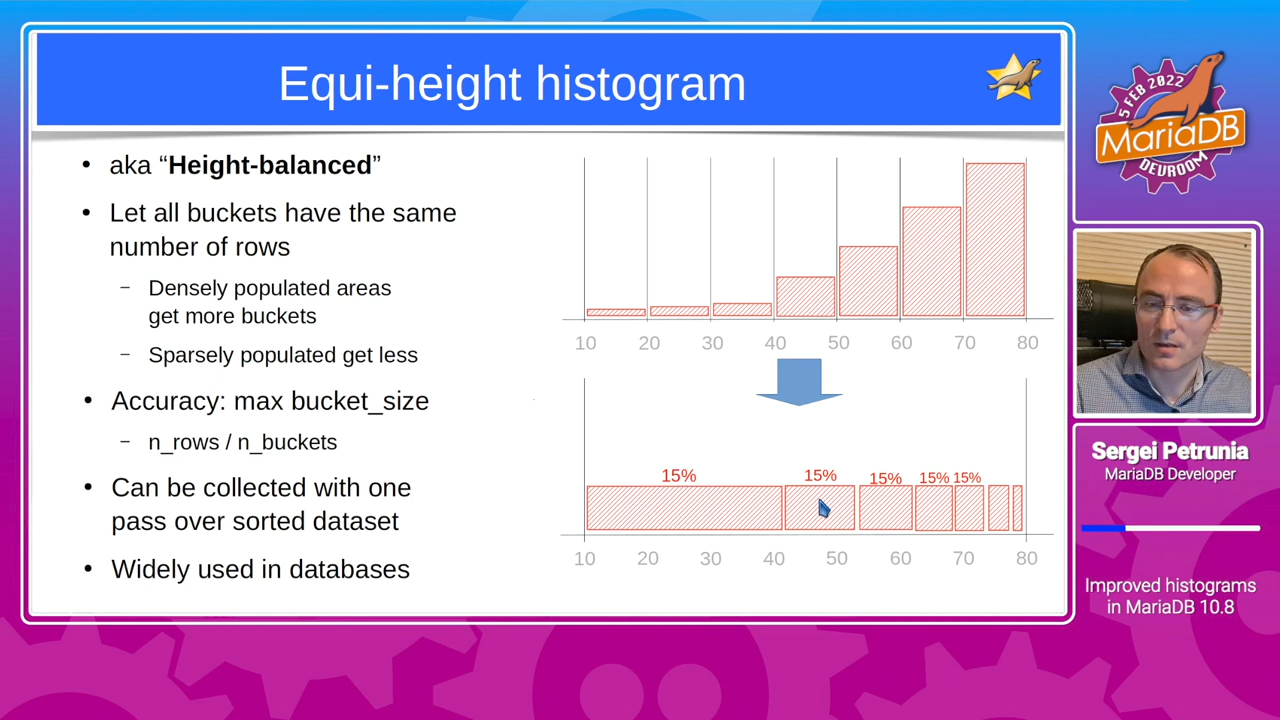 Equi-height histogram
• aka “Height-balanced”
• Let all buckets have the same
number of rows
– Densely populated areas
get more buckets
– Sparsely populated get less
• Accuracy: max bucket_size
– n_rows / n_buckets
• Can be collected with one
pass over sorted dataset
• Widely used in databases
10 20 30 40 50 60 70 80
15% 15% 15% 15% 15%
10 20 30 40 50 60 70 80
5 FEB 2022
MariaDB
DEVROOM
Sergei Petrunia
MariaDB Developer
Improved histograms
in MariaDB 10.8